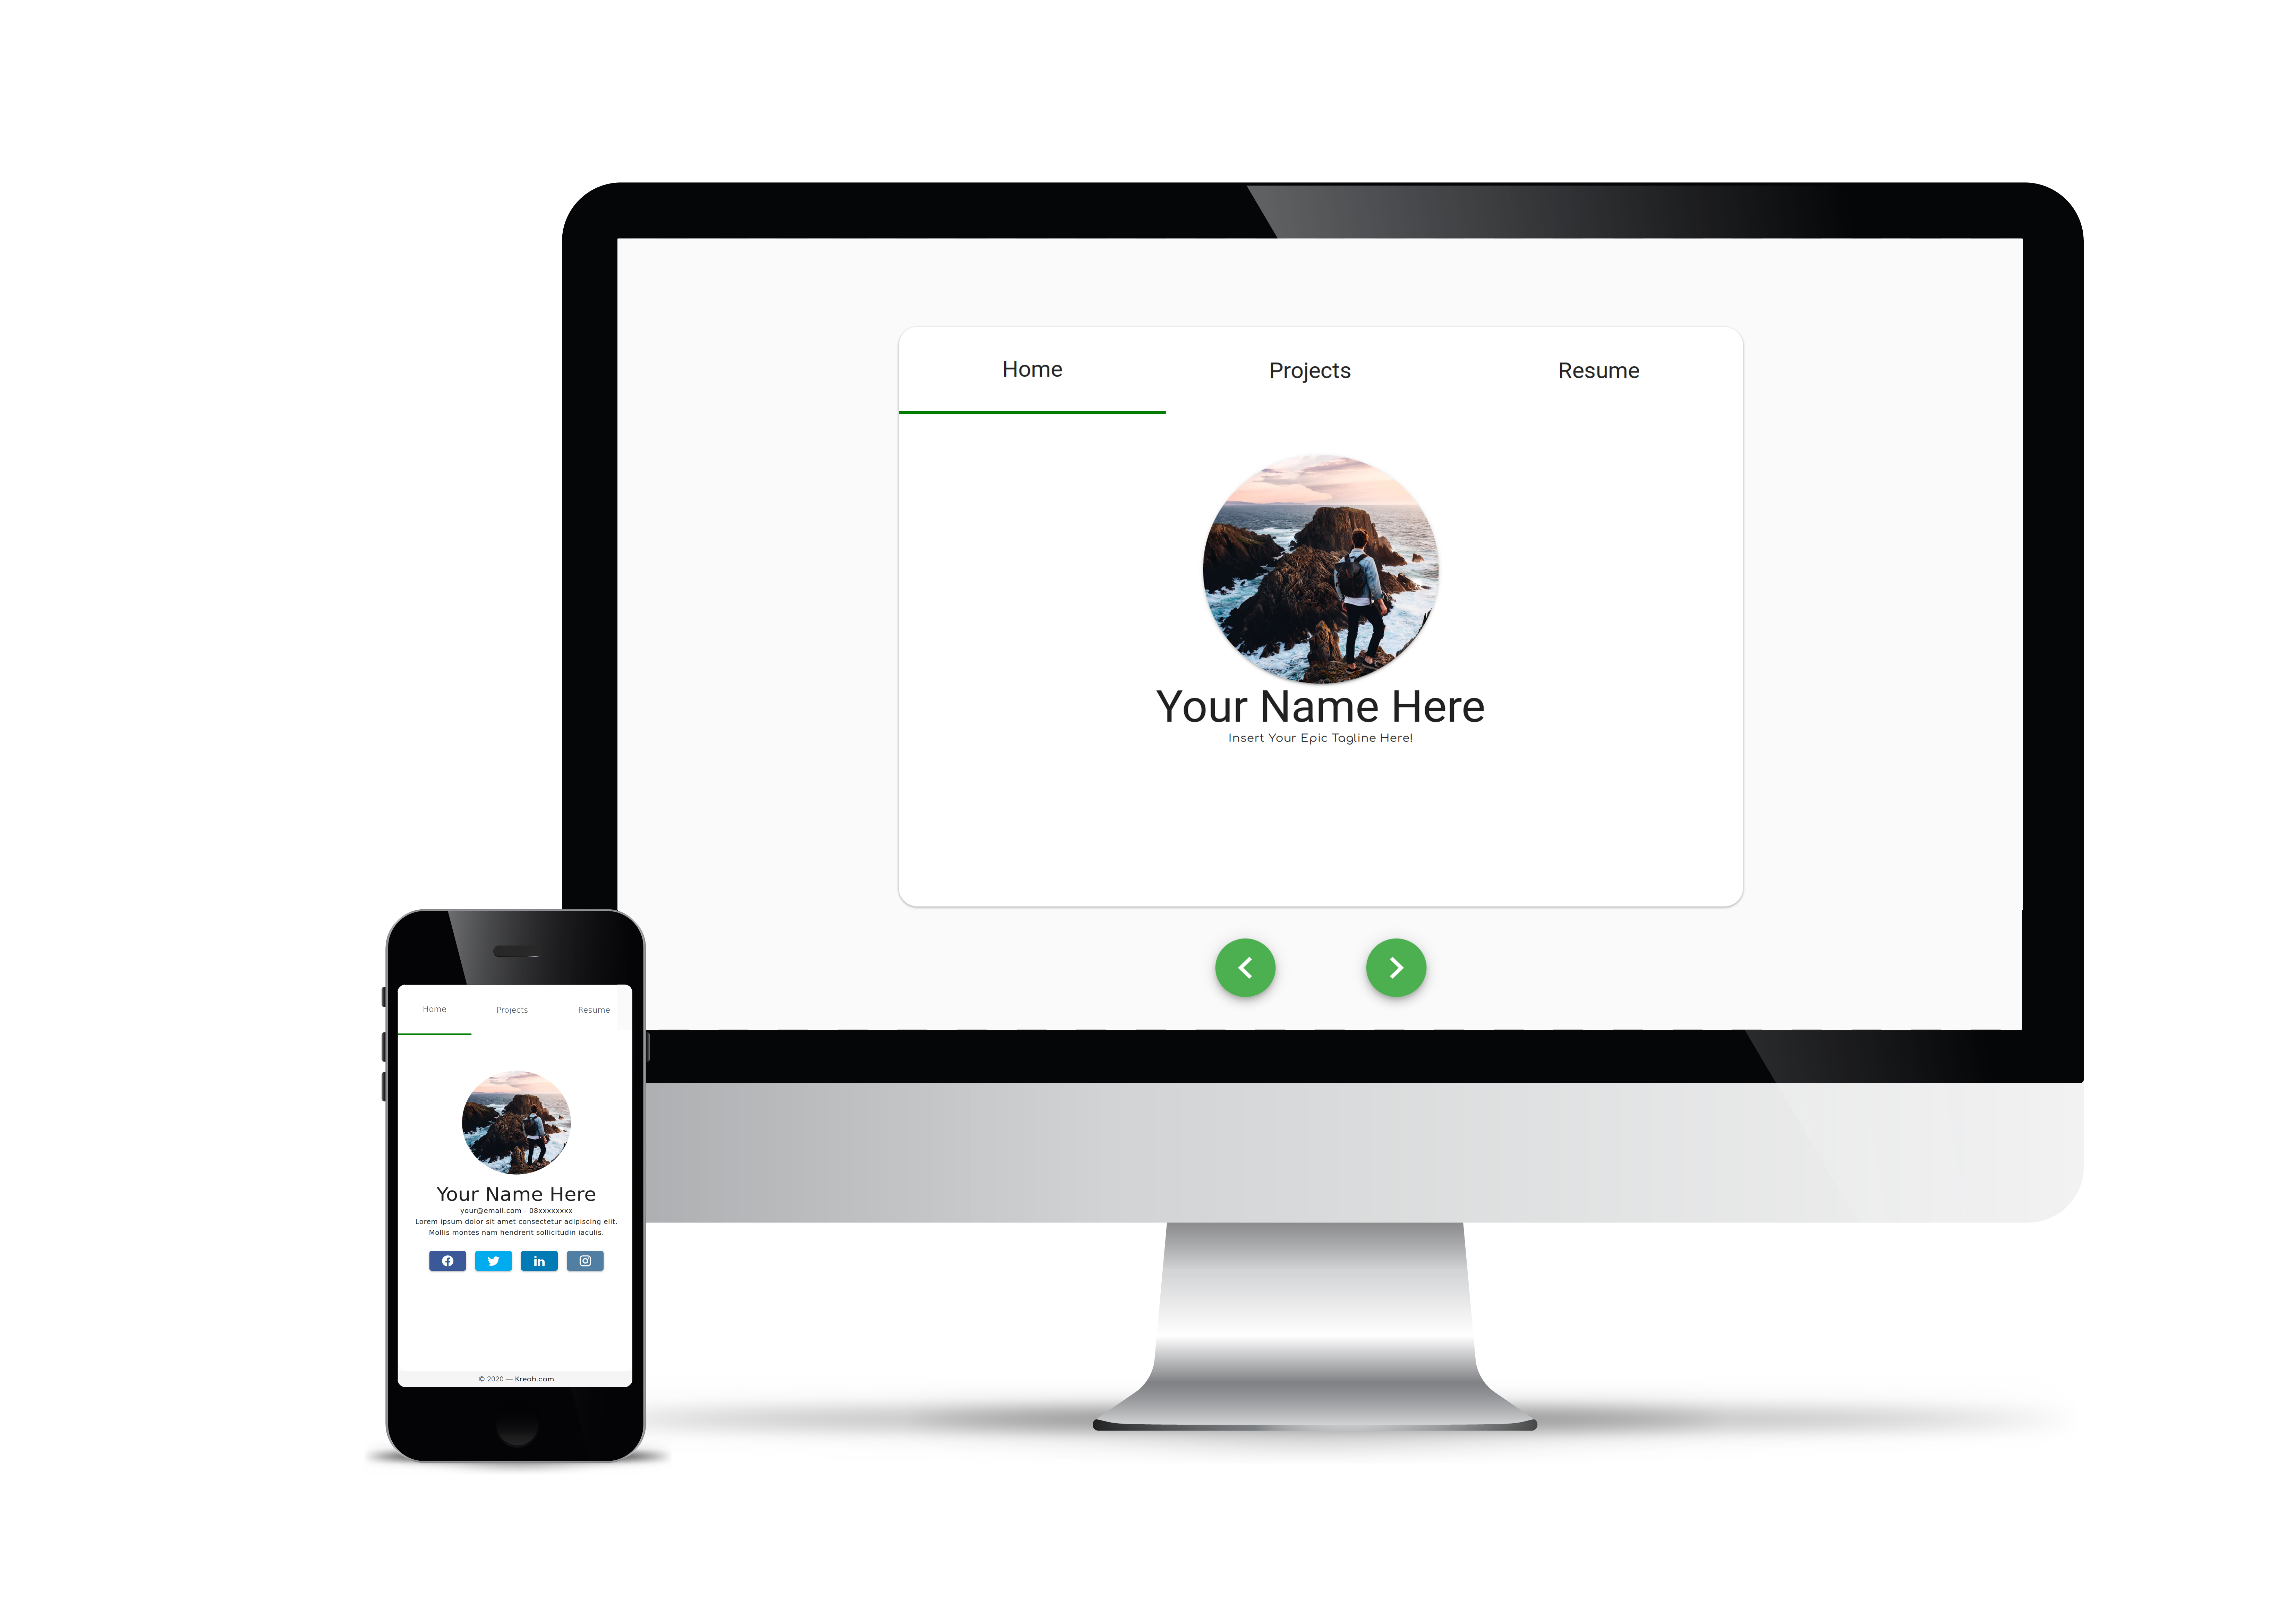 Home Projects Resume
Your Name Here
Insert Your Epic Tagline Here!
Home Projects Resume
Your Name Here
your@email.com - 08xxxxxxxx
Lorem ipsum dolor sit amet consectetur adipiscing elit.
Mollis montes nam hendrerit sollicitudin iaculis.
in
© 2020 — Kreoh.com